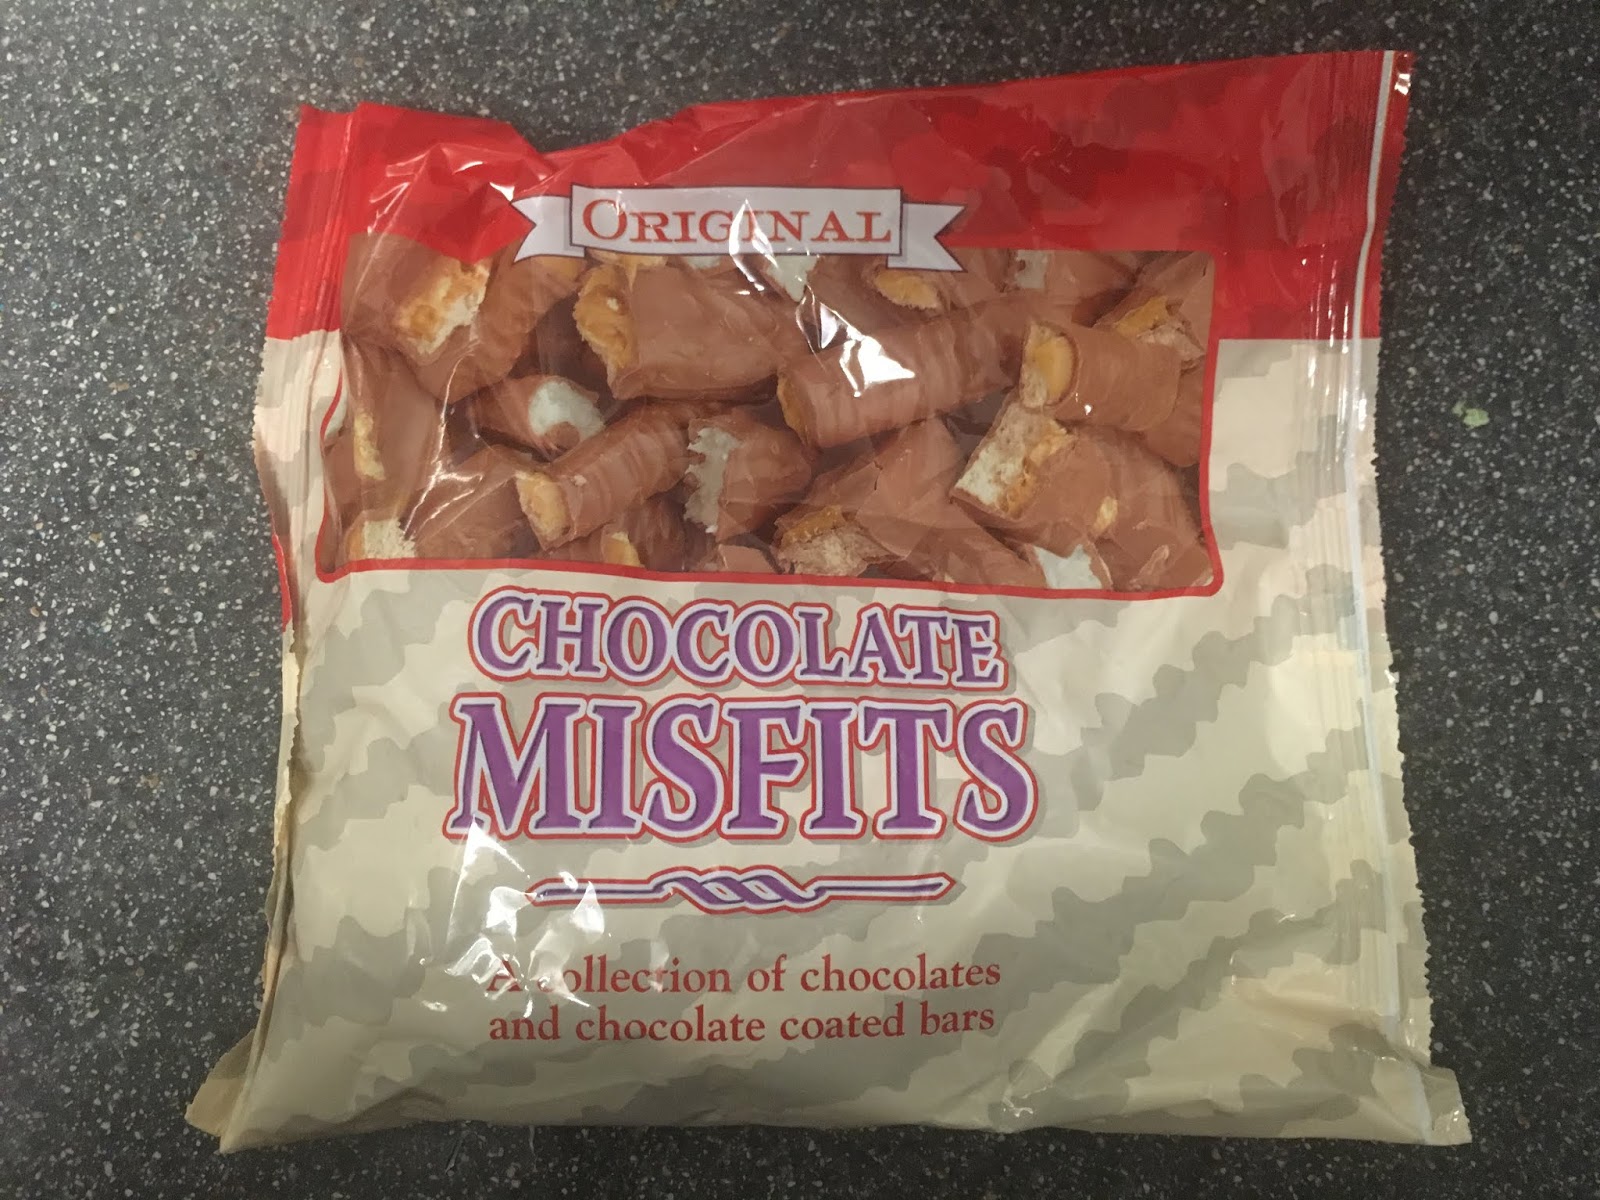 ORIGINAL
CHOCOLATE
MISFITS
A collection of chocolates
and chocolate coated bars